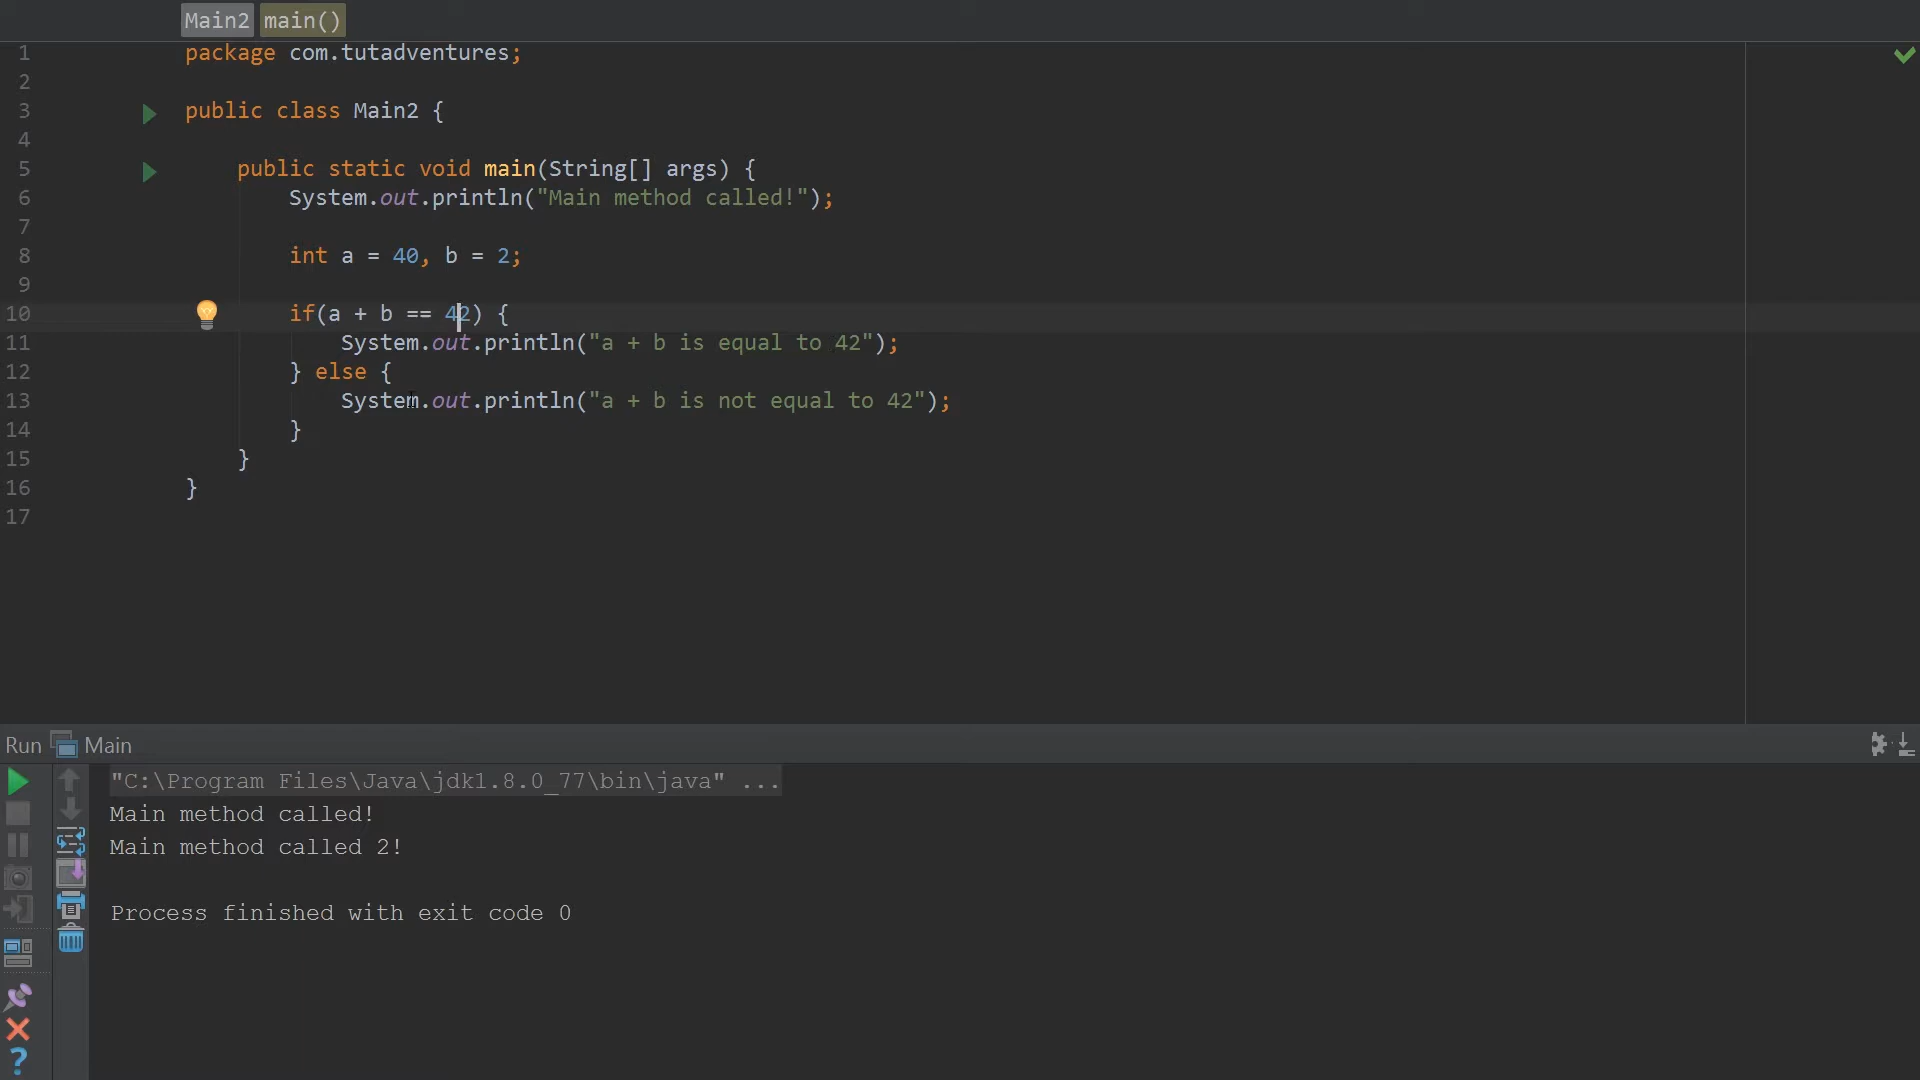 Main2 main()
1 package com.tutadventures;
2
3 public class Main2 {
4
5 public static void main(String[] args) {
6 System.out.println("Main method called!");
7
8 int a = 40, b = 2;
9
10 if(a + b == 42) {
11 System.out.println("a + b is equal to 42");
12 } else {
13 System.out.println("a + b is not equal to 42");
14 }
15 }
16 }
17
Run Main
"C:\Program Files\Java\jdk1.8.0_77\bin\java" ...
Main method called!
Main method called 2!
Process finished with exit code 0